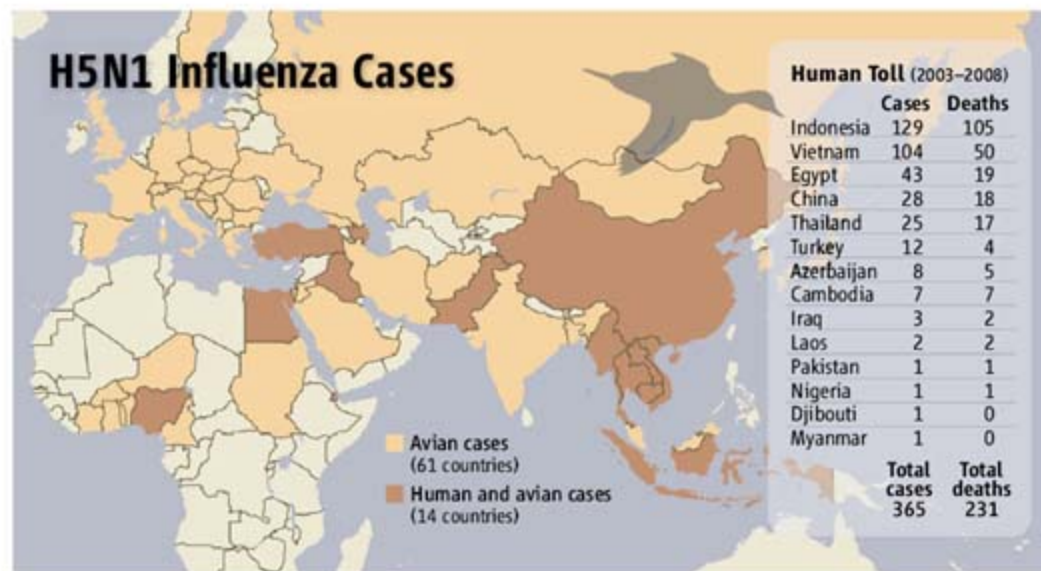 H5N1 Influenza Cases
Human Toll (2003–2008)
Cases Deaths
Indonesia 129 105
Vietnam 104 50
Egypt 43 19
China 28 18
Thailand 25 17
Turkey 12 4
Azerbaijan 8 5
Cambodia 7 7
Iraq 3 2
Laos 2 2
Pakistan 1 1
Nigeria 1 1
Djibouti 1 0
Myanmar 1 0
Total Total
cases deaths
365 231
Avian cases
(61 countries)
Human and avian cases
(14 countries)